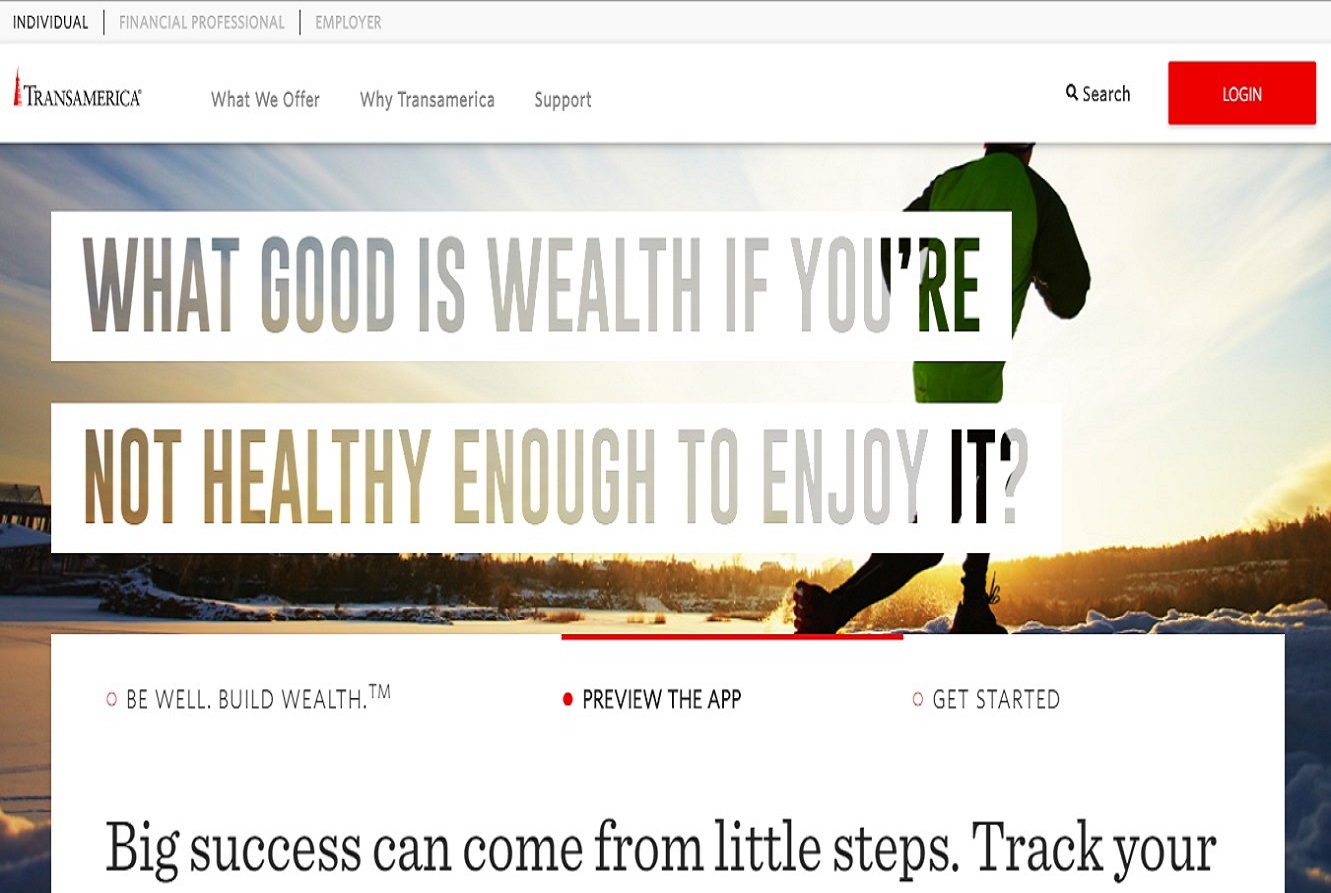 INDIVIDUAL | FINANCIAL PROFESSIONAL | EMPLOYER
TRANSAMERICA® What We Offer Why Transamerica Support Search LOGIN
WHAT GOOD IS WEALTH IF YOU'RE
NOT HEALTHY ENOUGH TO ENJOY IT?
BE WELL. BUILD WEALTH.TM PREVIEW THE APP GET STARTED
Big success can come from little steps. Track your